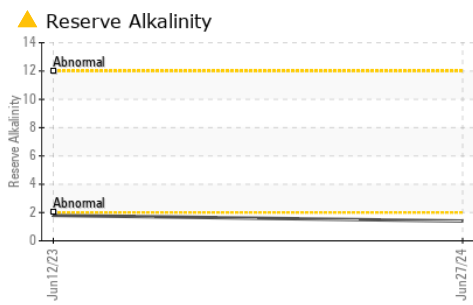 Reserve Alkalinity
14
Abnormal
12
10
8
6
4
Abnormal
2
0
Reserve Alkalinity
Jun12/23
Jun27/24